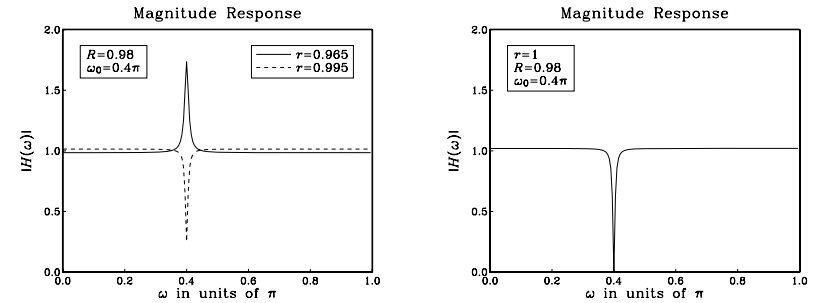 Magnitude Response
2.0
1.5
1.0
0.5
0.0
|H(ω)|
R=0.98
ω₀=0.4π
r=0.965
r=0.995
0.0 0.2 0.4 0.6 0.8 1.0
ω in units of π
Magnitude Response
2.0
1.5
1.0
0.5
0.0
|H(ω)|
r=1
R=0.98
ω₀=0.4π
0.0 0.2 0.4 0.6 0.8 1.0
ω in units of π